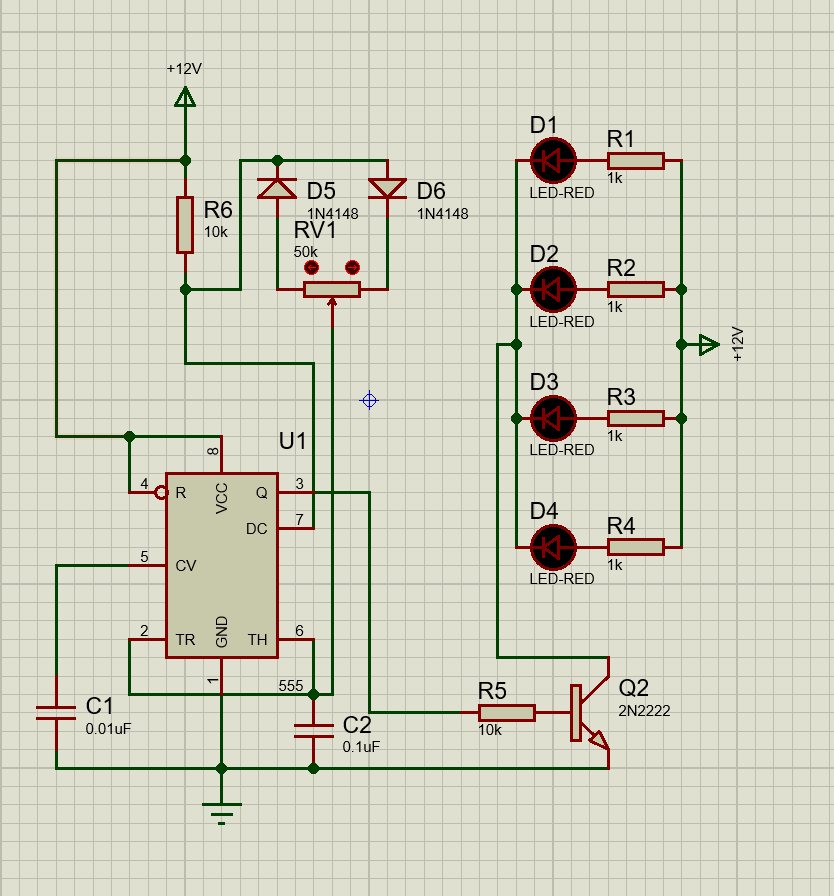 +12V
D1
R1
LED-RED
1k
R6
10k
D5
1N4148
D6
1N4148
RV1
50k
D2
R2
LED-RED
1k
+12V
D3
R3
LED-RED
1k
U1
8
4
R
VCC
Q
3
DC
7
5
CV
2
TR
GND
TH
6
1
555
D4
R4
LED-RED
1k
C1
0.01uF
C2
0.1uF
R5
10k
Q2
2N2222